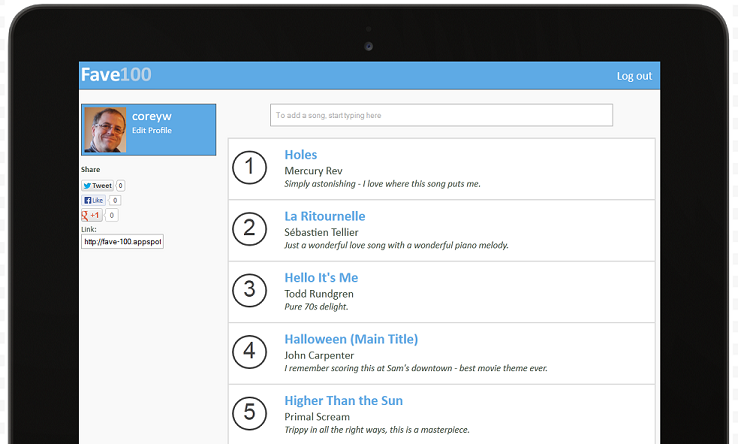 Fave100
Log out
coreyw
Edit Profile
To add a song, start typing here
Share
Tweet 0
Like 0
+1 0
Link:
http://fave-100.appspot
1
Holes
Mercury Rev
Simply astonishing - I love where this song puts me.
2
La Ritournelle
Sébastien Tellier
Just a wonderful love song with a wonderful piano melody.
3
Hello It's Me
Todd Rundgren
Pure 70s delight.
4
Halloween (Main Title)
John Carpenter
I remember scoring this at Sam's downtown - best movie theme ever.
5
Higher Than the Sun
Primal Scream
Trippy in all the right ways, this is a masterpiece.